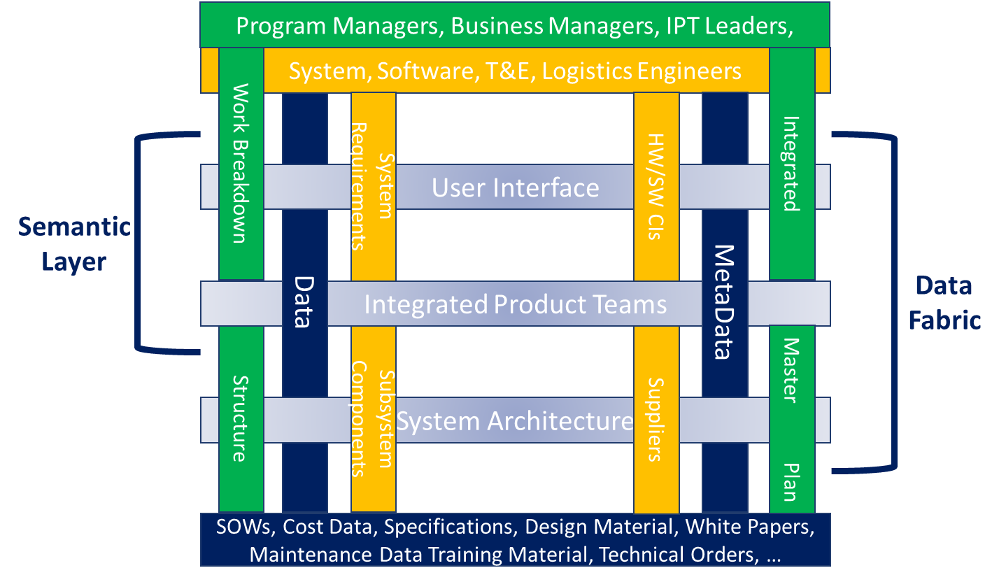 Program Managers, Business Managers, IPT Leaders,
System, Software, T&E, Logistics Engineers
Work Breakdown
Structure
Data
System
Requirements
Subsystem
Components
User Interface
Integrated Product Teams
System Architecture
HW/SW CIs
Suppliers
MetaData
Integrated
Master
Plan
Semantic
Layer
Data
Fabric
SOWs, Cost Data, Specifications, Design Material, White Papers,
Maintenance Data Training Material, Technical Orders, ...